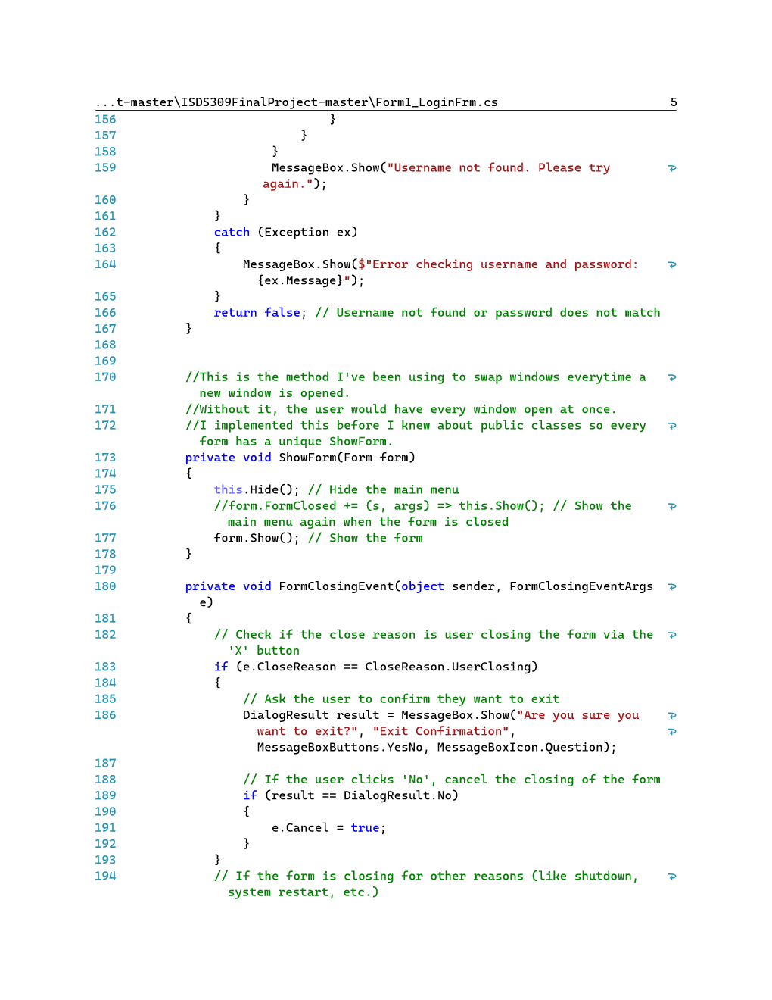 ...t-master\ISDS309FinalProject-master\Form1_LoginFrm.cs 5
156                             }
157                         }
158                     }
159                     MessageBox.Show("Username not found. Please try ⮐
                    again.");
160                 }
161             }
162             catch (Exception ex)
163             {
164                 MessageBox.Show($"Error checking username and password: ⮐
                  {ex.Message}");
165             }
166             return false; // Username not found or password does not match
167         }
168
169
170         //This is the method I've been using to swap windows everytime a ⮐
          new window is opened.
171         //Without it, the user would have every window open at once.
172         //I implemented this before I knew about public classes so every ⮐
          form has a unique ShowForm.
173         private void ShowForm(Form form)
174         {
175             this.Hide(); // Hide the main menu
176             //form.FormClosed += (s, args) => this.Show(); // Show the ⮐
              main menu again when the form is closed
177             form.Show(); // Show the form
178         }
179
180         private void FormClosingEvent(object sender, FormClosingEventArgs ⮐
          e)
181         {
182             // Check if the close reason is user closing the form via the ⮐
              'X' button
183             if (e.CloseReason == CloseReason.UserClosing)
184             {
185                 // Ask the user to confirm they want to exit
186                 DialogResult result = MessageBox.Show("Are you sure you ⮐
                  want to exit?", "Exit Confirmation", ⮐
                  MessageBoxButtons.YesNo, MessageBoxIcon.Question);
187
188                 // If the user clicks 'No', cancel the closing of the form
189                 if (result == DialogResult.No)
190                 {
191                     e.Cancel = true;
192                 }
193             }
194             // If the form is closing for other reasons (like shutdown, ⮐
              system restart, etc.)